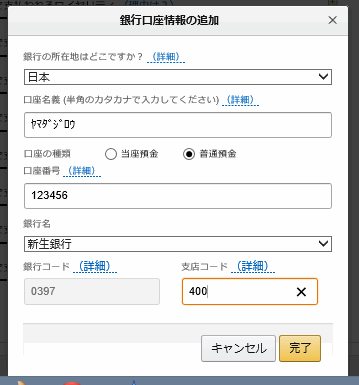 銀行口座情報の追加
銀行の所在地はどこですか? (詳細)
日本
口座名義 (半角のカタカナで入力してください) (詳細)
ﾔﾏﾀﾞｼﾞﾛｳ
口座の種類 当座預金 普通預金
口座番号 (詳細)
123456
銀行名
新生銀行
銀行コード (詳細) 支店コード (詳細)
0397 400
キャンセル 完了